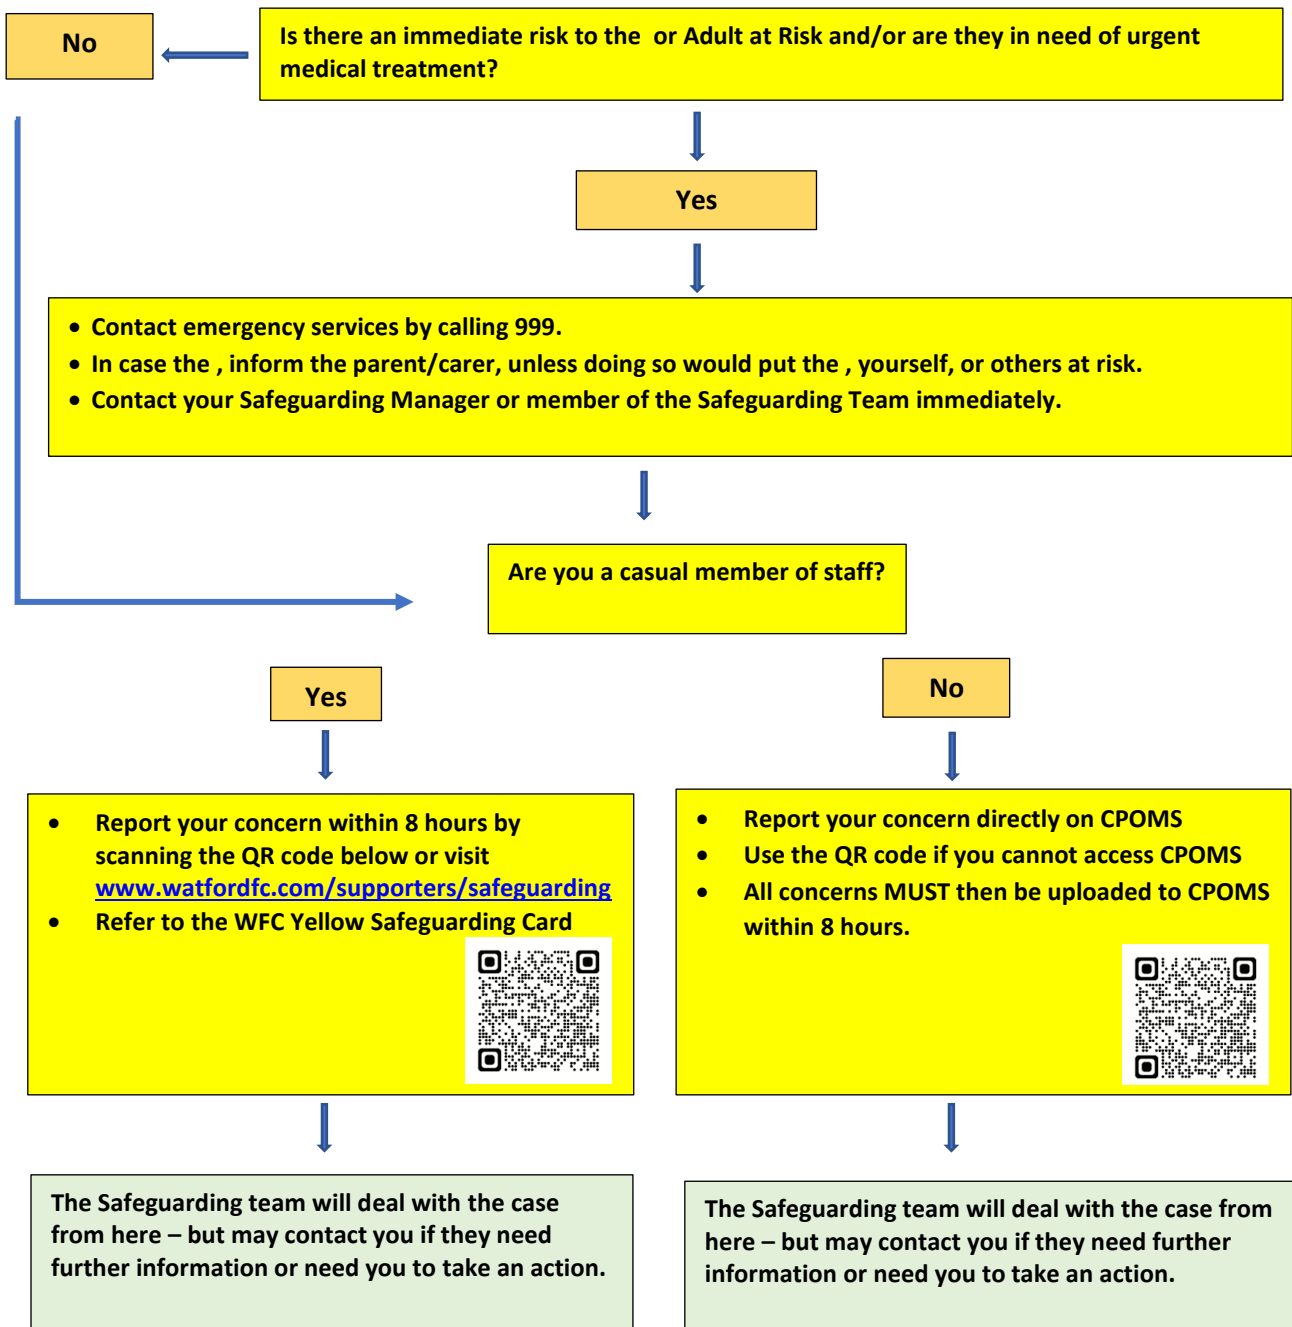 No
Is there an immediate risk to the  or Adult at Risk and/or are they in need of urgent
medical treatment?
Yes
• Contact emergency services by calling 999.
• In case the , inform the parent/carer, unless doing so would put the , yourself, or others at risk.
• Contact your Safeguarding Manager or member of the Safeguarding Team immediately.
Are you a casual member of staff?
Yes
No
• Report your concern within 8 hours by
scanning the QR code below or visit
www.watfordfc.com/supporters/safeguarding
• Refer to the WFC Yellow Safeguarding Card
• Report your concern directly on CPOMS
• Use the QR code if you cannot access CPOMS
• All concerns MUST then be uploaded to CPOMS
within 8 hours.
The Safeguarding team will deal with the case
from here – but may contact you if they need
further information or need you to take an action.
The Safeguarding team will deal with the case from
here – but may contact you if they need further
information or need you to take an action.